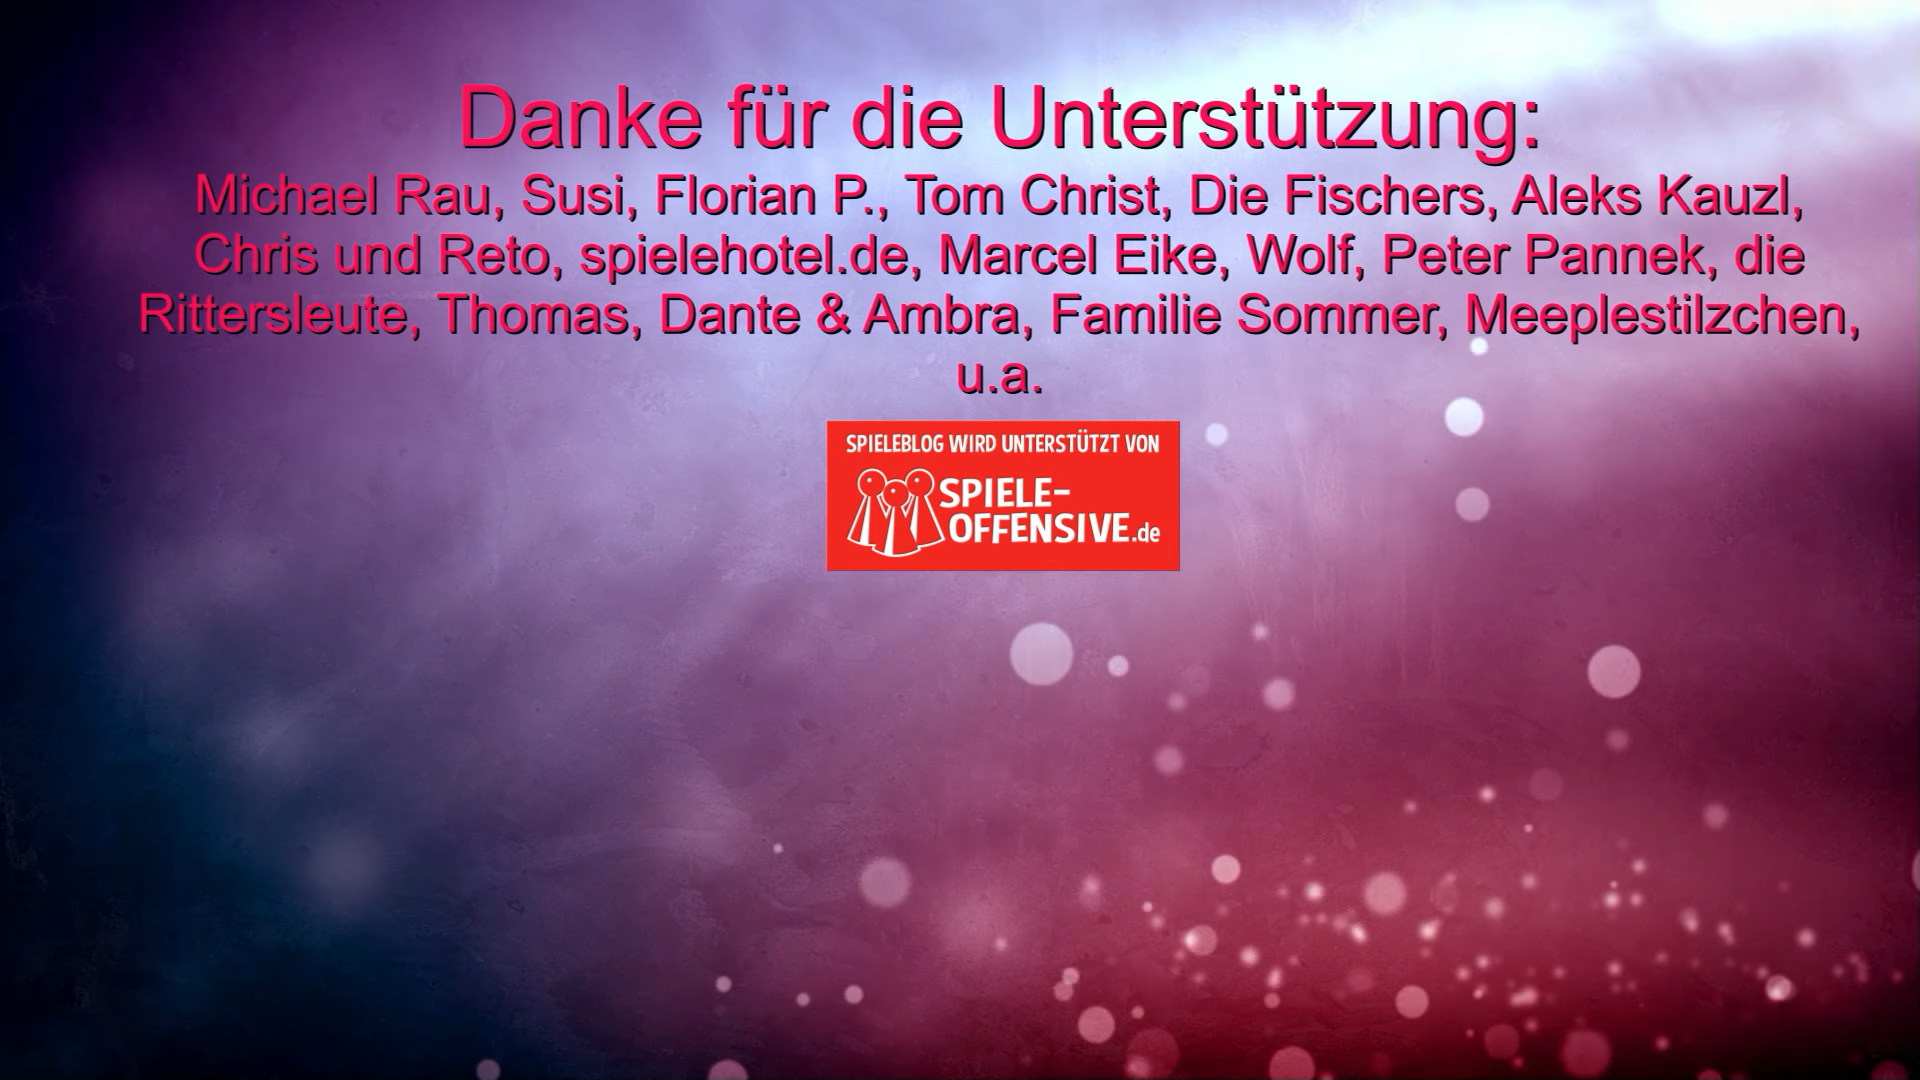 Danke für die Unterstützung:
Michael Rau, Susi, Florian P., Tom Christ, Die Fischers, Aleks Kauzl,
Chris und Reto, spielehotel.de, Marcel Eike, Wolf, Peter Pannek, die
Rittersleute, Thomas, Dante & Ambra, Familie Sommer, Meeplestilzchen,
u.a.
SPIELEBLOG WIRD UNTERSTÜTZT VON
SPIELE-
OFFENSIVE.de